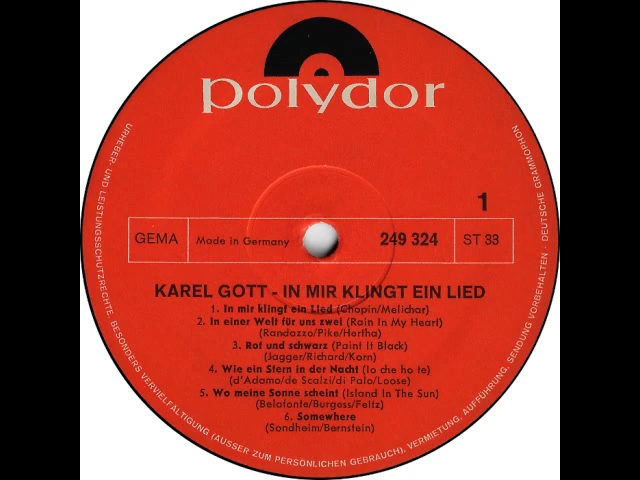 polydor
1
GEMA Made in Germany 249 324 ST 33
KAREL GOTT - IN MIR KLINGT EIN LIED
1. In mir klingt ein Lied (Chopin/Melichar)
2. In einer Welt für uns zwei (Rain In My Heart)
(Randazzo/Pike/Hertha)
3. Rot und schwarz (Paint It Black)
(Jagger/Richard/Korn)
4. Wie ein Stern in der Nacht (Io che ho te)
(d'Adamo/de Scalzi/di Palo/Loose)
5. Wo meine Sonne scheint (Island In The Sun)
(Belafonte/Burgess/Feltz)
6. Somewhere
(Sondheim/Bernstein)
URHEBER- UND LEISTUNGSSCHUTZRECHTE, BESONDERS VERVIELFÄLTIGUNG (AUSSER ZUM PERSÖNLICHEN GEBRAUCH), VERMIETUNG, AUFFÜHRUNG, SENDUNG VORBEHALTEN · DEUTSCHE GRAMMOPHON